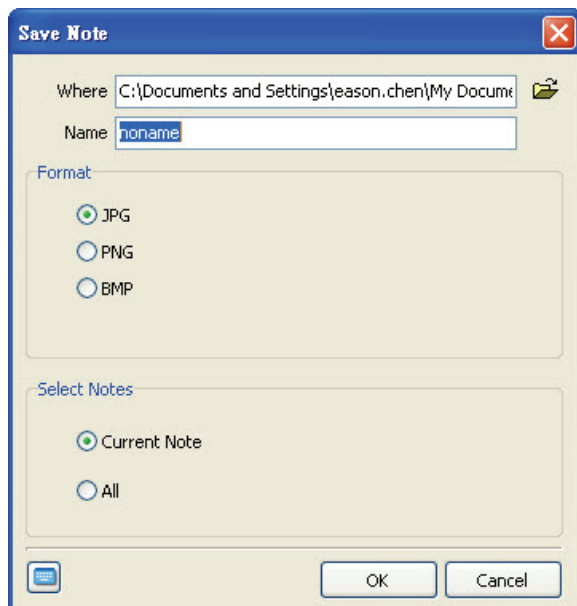 Save Note
Where C:\Documents and Settings\eason.chen\My Docume
Name noname
Format
JPG
PNG
BMP
Select Notes
Current Note
All
OK Cancel